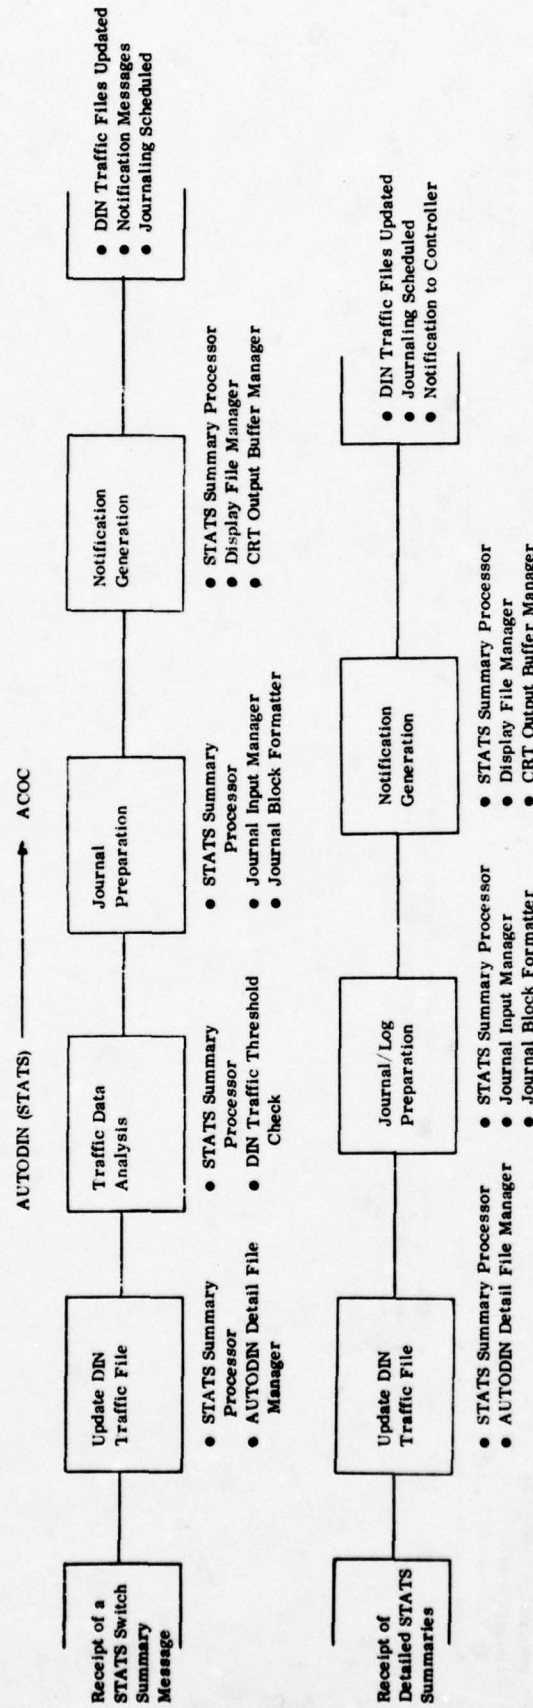 AUTODIN (STATS) ACOC
Receipt of a
STATS Switch
Summary
Message
Update DIN
Traffic File
• STATS Summary
Processor
• AUTODIN Detail File
Manager
Traffic Data
Analysis
• STATS Summary
Processor
• DIN Traffic Threshold
Check
Journal
Preparation
• STATS Summary
Processor
• Journal Input Manager
• Journal Block Formatter
Notification
Generation
• STATS Summary Processor
• Display File Manager
• CRT Output Buffer Manager
• DIN Traffic Files Updated
• Notification Messages
• Journaling Scheduled
Receipt of
Detailed STATS
Summaries
Update DIN
Traffic File
• STATS Summary Processor
• AUTODIN Detail File Manager
Journal/Log
Preparation
• STATS Summary Processor
• Journal Input Manager
• Journal Block Formatter
Notification
Generation
• STATS Summary Processor
• Display File Manager
• CRT Output Buffer Manager
• DIN Traffic Files Updated
• Journaling Scheduled
• Notification to Controller